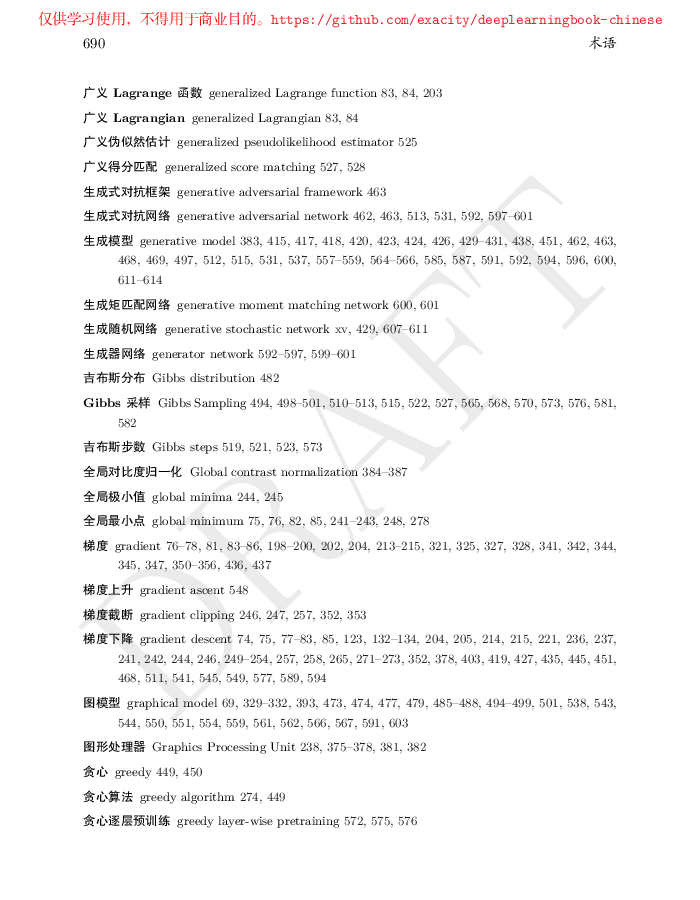 仅供学习使用，不得用于商业目的。https://github.com/exacity/deeplearningbook-chinese
690 术语
广义 Lagrange 函数 generalized Lagrange function 83, 84, 203
广义 Lagrangian generalized Lagrangian 83, 84
广义伪似然估计 generalized pseudolikelihood estimator 525
广义得分匹配 generalized score matching 527, 528
生成式对抗框架 generative adversarial framework 463
生成式对抗网络 generative adversarial network 462, 463, 513, 531, 592, 597–601
生成模型 generative model 383, 415, 417, 418, 420, 423, 424, 426, 429–431, 438, 451, 462, 463,
468, 469, 497, 512, 515, 531, 537, 557–559, 564–566, 585, 587, 591, 592, 594, 596, 600,
611–614
生成矩匹配网络 generative moment matching network 600, 601
生成随机网络 generative stochastic network xv, 429, 607–611
生成器网络 generator network 592–597, 599–601
吉布斯分布 Gibbs distribution 482
Gibbs 采样 Gibbs Sampling 494, 498–501, 510–513, 515, 522, 527, 565, 568, 570, 573, 576, 581,
582
吉布斯步数 Gibbs steps 519, 521, 523, 573
全局对比度归一化 Global contrast normalization 384–387
全局极小值 global minima 244, 245
全局最小点 global minimum 75, 76, 82, 85, 241–243, 248, 278
梯度 gradient 76–78, 81, 83–86, 198–200, 202, 204, 213–215, 321, 325, 327, 328, 341, 342, 344,
345, 347, 350–356, 436, 437
梯度上升 gradient ascent 548
梯度截断 gradient clipping 246, 247, 257, 352, 353
梯度下降 gradient descent 74, 75, 77–83, 85, 123, 132–134, 204, 205, 214, 215, 221, 236, 237,
241, 242, 244, 246, 249–254, 257, 258, 265, 271–273, 352, 378, 403, 419, 427, 435, 445, 451,
468, 511, 541, 545, 549, 577, 589, 594
图模型 graphical model 69, 329–332, 393, 473, 474, 477, 479, 485–488, 494–499, 501, 538, 543,
544, 550, 551, 554, 559, 561, 562, 566, 567, 591, 603
图形处理器 Graphics Processing Unit 238, 375–378, 381, 382
贪心 greedy 449, 450
贪心算法 greedy algorithm 274, 449
贪心逐层预训练 greedy layer-wise pretraining 572, 575, 576
DRAFT